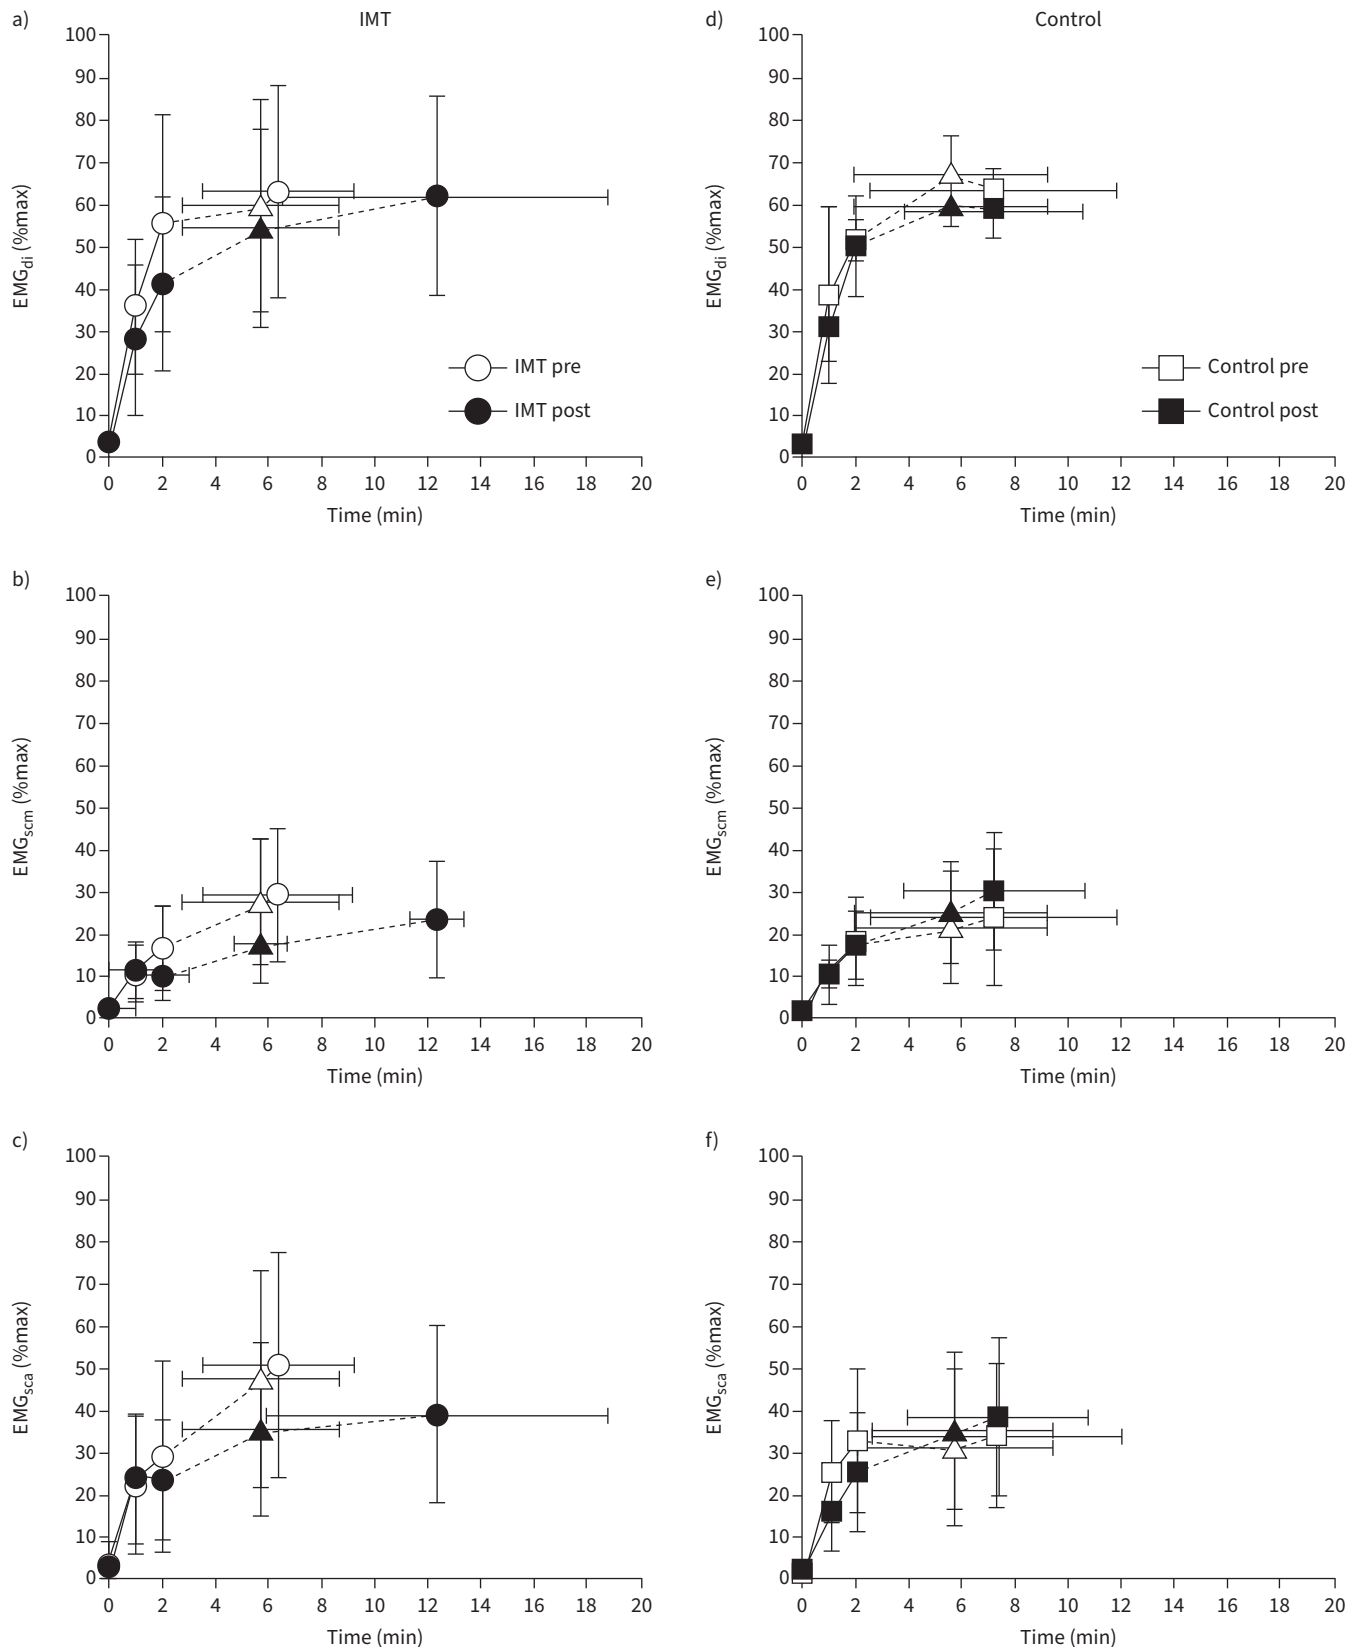 a) IMT
100
90
80
70
60
50
40
30
20
10
0
EMGdi (%max)
IMT pre
IMT post
0 2 4 6 8 10 12 14 16 18 20
Time (min)
d) Control
100
90
80
70
60
50
40
30
20
10
0
EMGdi (%max)
Control pre
Control post
0 2 4 6 8 10 12 14 16 18 20
Time (min)
b)
100
90
80
70
60
50
40
30
20
10
0
EMGscm (%max)
0 2 4 6 8 10 12 14 16 18 20
Time (min)
e)
100
90
80
70
60
50
40
30
20
10
0
EMGscm (%max)
0 2 4 6 8 10 12 14 16 18 20
Time (min)
c)
100
90
80
70
60
50
40
30
20
10
0
EMGsca (%max)
0 2 4 6 8 10 12 14 16 18 20
Time (min)
f)
100
90
80
70
60
50
40
30
20
10
0
EMGsca (%max)
0 2 4 6 8 10 12 14 16 18 20
Time (min)